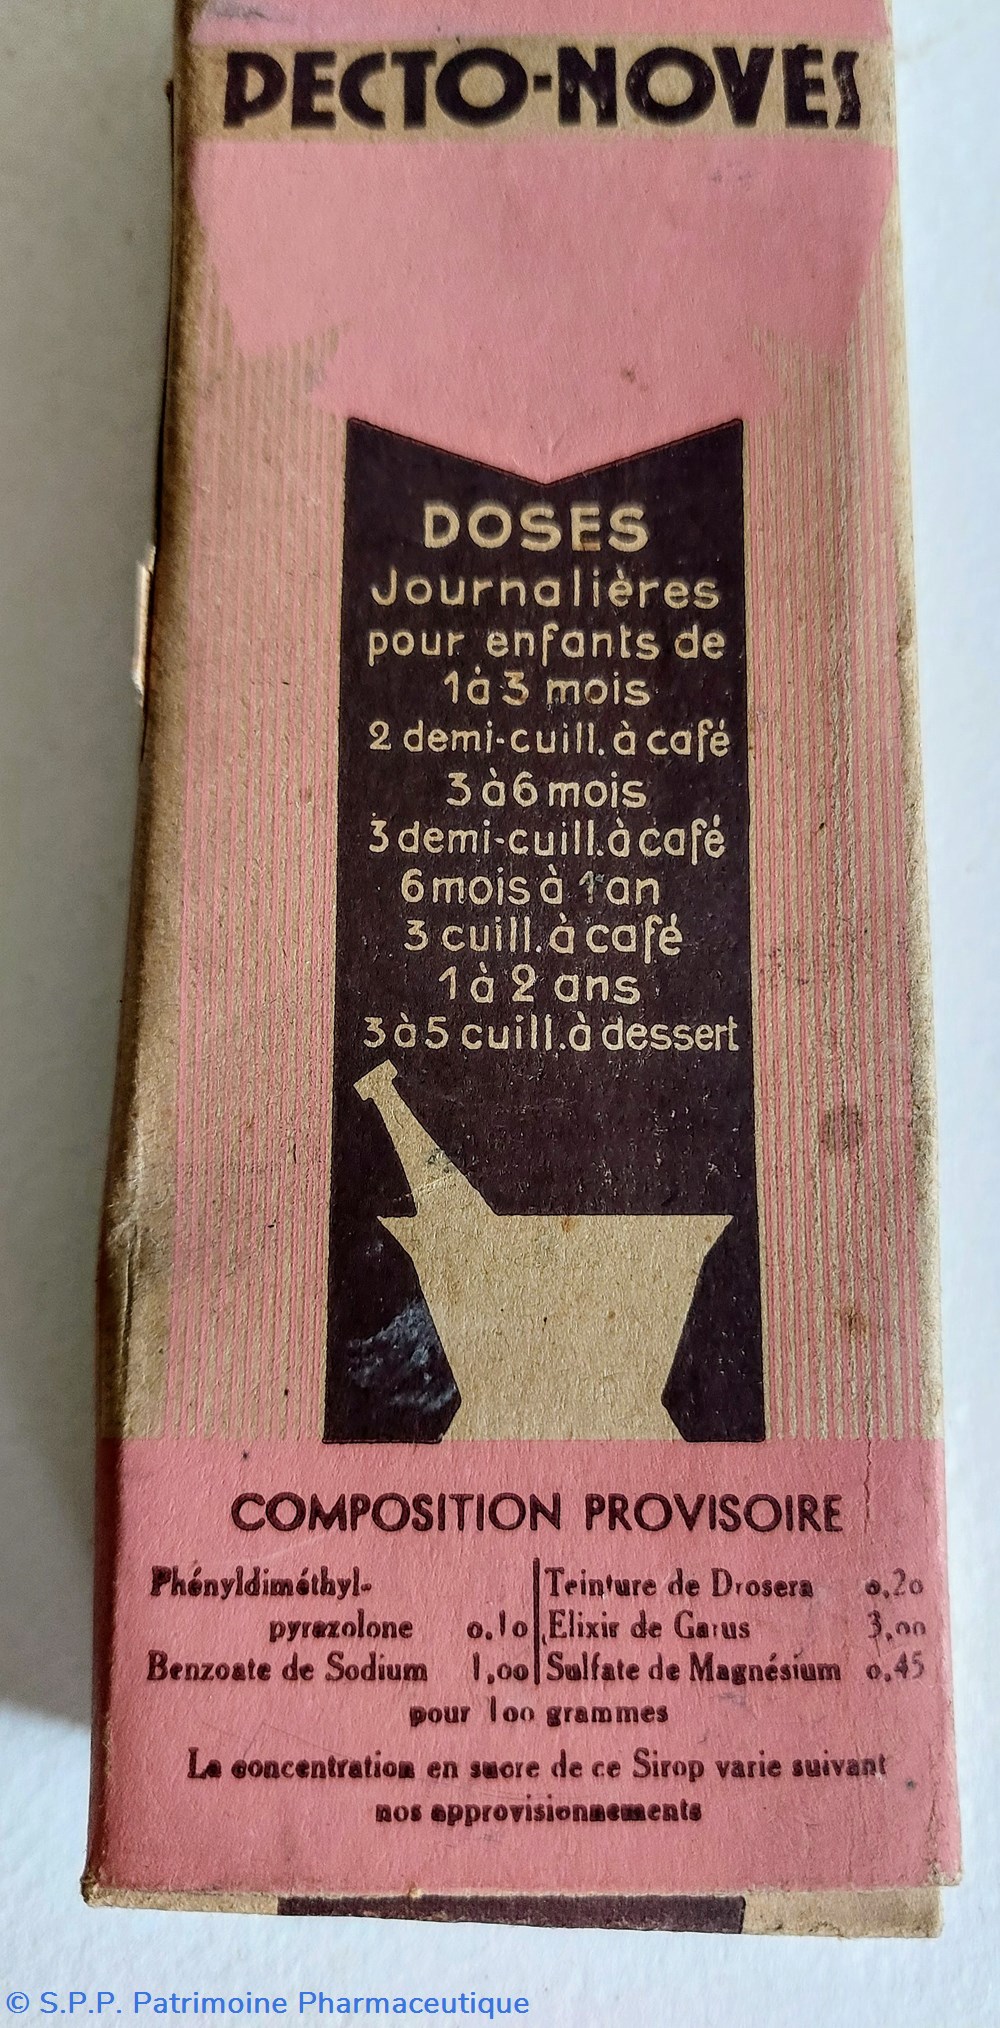 PECTO-NOVÉS
DOSES
Journalières
pour enfants de
1 à 3 mois
2 demi-cuill. à café
3 à 6 mois
3 demi-cuill. à café
6 mois à 1 an
3 cuill. à café
1 à 2 ans
3 à 5 cuill. à dessert
COMPOSITION PROVISOIRE
Phényldiméthyl-
pyrazolone 0.10
Benzoate de Sodium 1,00
Teinture de Drosera 0,20
Elixir de Garus 3,00
Sulfate de Magnésium 0,45
pour 100 grammes
La concentration en sucre de ce Sirop varie suivant
nos approvisionnements
© S.P.P. Patrimoine Pharmaceutique